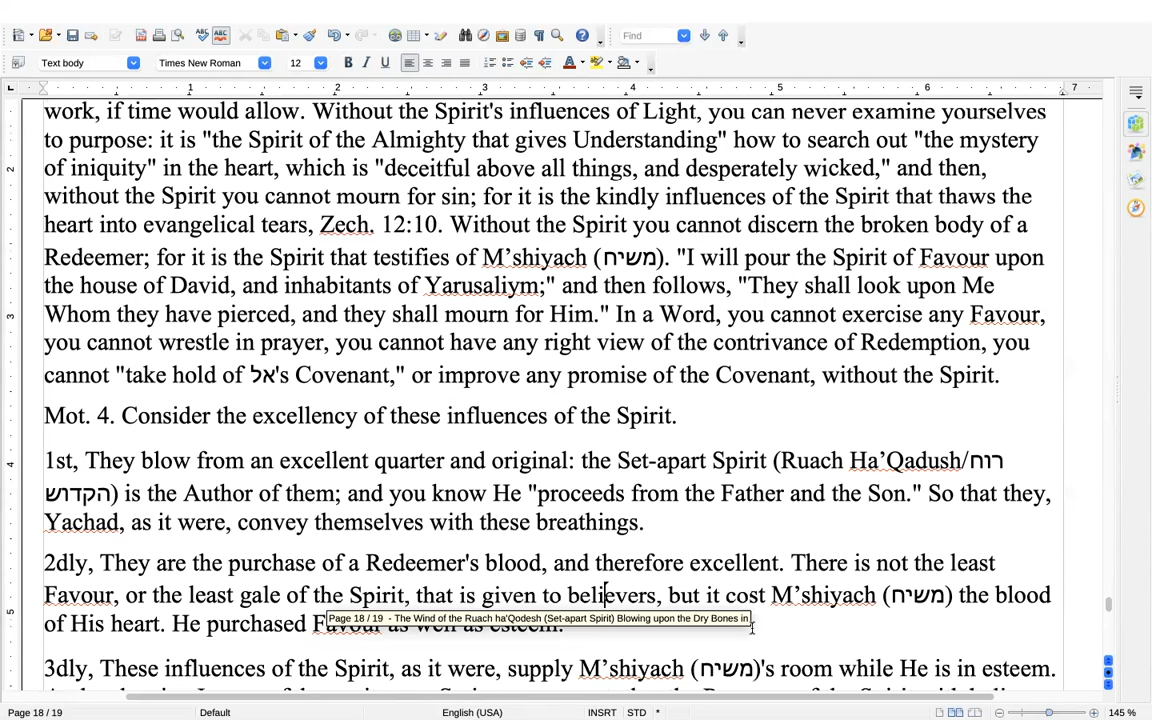 Find
Text body
Times New Roman
12
B I U
1 2 3 4 5 6 7
work, if time would allow. Without the Spirit's influences of Light, you can never examine yourselves
to purpose: it is "the Spirit of the Almighty that gives Understanding" how to search out "the mystery
of iniquity" in the heart, which is "deceitful above all things, and desperately wicked," and then,
without the Spirit you cannot mourn for sin; for it is the kindly influences of the Spirit that thaws the
heart into evangelical tears, Zech. 12:10. Without the Spirit you cannot discern the broken body of a
Redeemer; for it is the Spirit that testifies of M’shiyach (משיח). "I will pour the Spirit of Favour upon
the house of David, and inhabitants of Yarusaliym;" and then follows, "They shall look upon Me
Whom they have pierced, and they shall mourn for Him." In a Word, you cannot exercise any Favour,
you cannot wrestle in prayer, you cannot have any right view of the contrivance of Redemption, you
cannot "take hold of אל's Covenant," or improve any promise of the Covenant, without the Spirit.
Mot. 4. Consider the excellency of these influences of the Spirit.
1st, They blow from an excellent quarter and original: the Set-apart Spirit (Ruach Ha’Qadush/רוח
הקדוש) is the Author of them; and you know He "proceeds from the Father and the Son." So that they,
Yachad, as it were, convey themselves with these breathings.
2dly, They are the purchase of a Redeemer's blood, and therefore excellent. There is not the least
Favour, or the least gale of the Spirit, that is given to believers, but it cost M’shiyach (משיח) the blood
of His heart. He purchased Favour as well as esteem.
Page 18 / 19 - The Wind of the Ruach ha'Qodesh (Set-apart Spirit) Blowing upon the Dry Bones in
3dly, These influences of the Spirit, as it were, supply M’shiyach (משיח)'s room while He is in esteem.
Page 18 / 19
Default
English (USA)
INSRT
STD
*
145 %